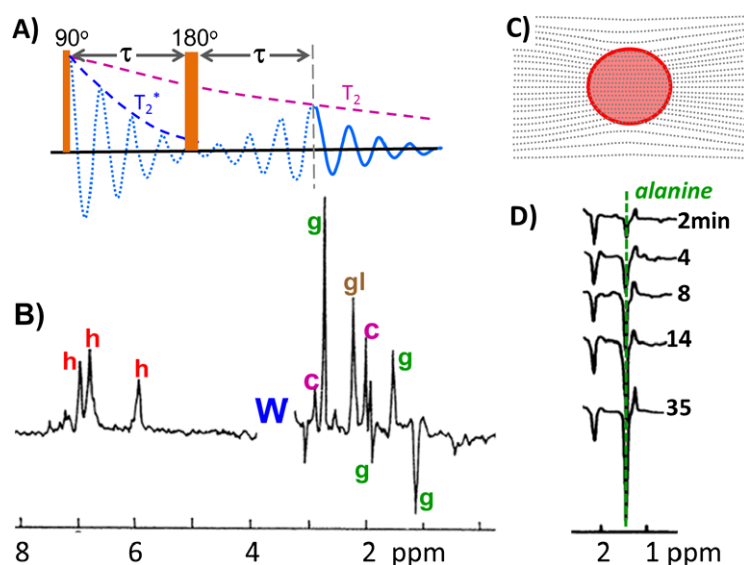 A)
90° τ 180° τ
T₂*
T₂
C)
alanine
D)
2min
4
8
14
35
2 1 ppm
B)
h h h
W
c g gl c g
g g
8 6 4 2 ppm